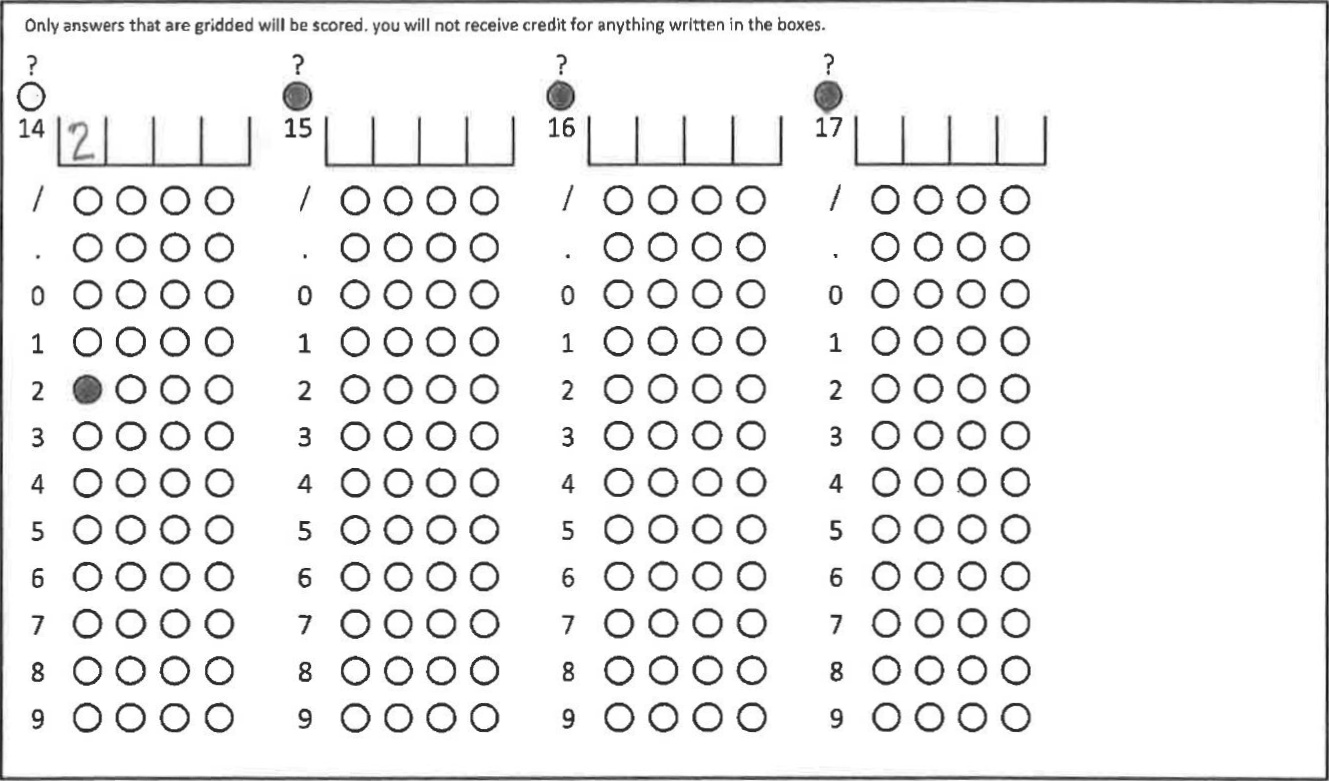 Only answers that are gridded will be scored. you will not receive credit for anything written in the boxes.
? ? ? ?
14 2 15 16 17
/ / / /
. . . .
0 0 0 0
1 1 1 1
2 2 2 2
3 3 3 3
4 4 4 4
5 5 5 5
6 6 6 6
7 7 7 7
8 8 8 8
9 9 9 9